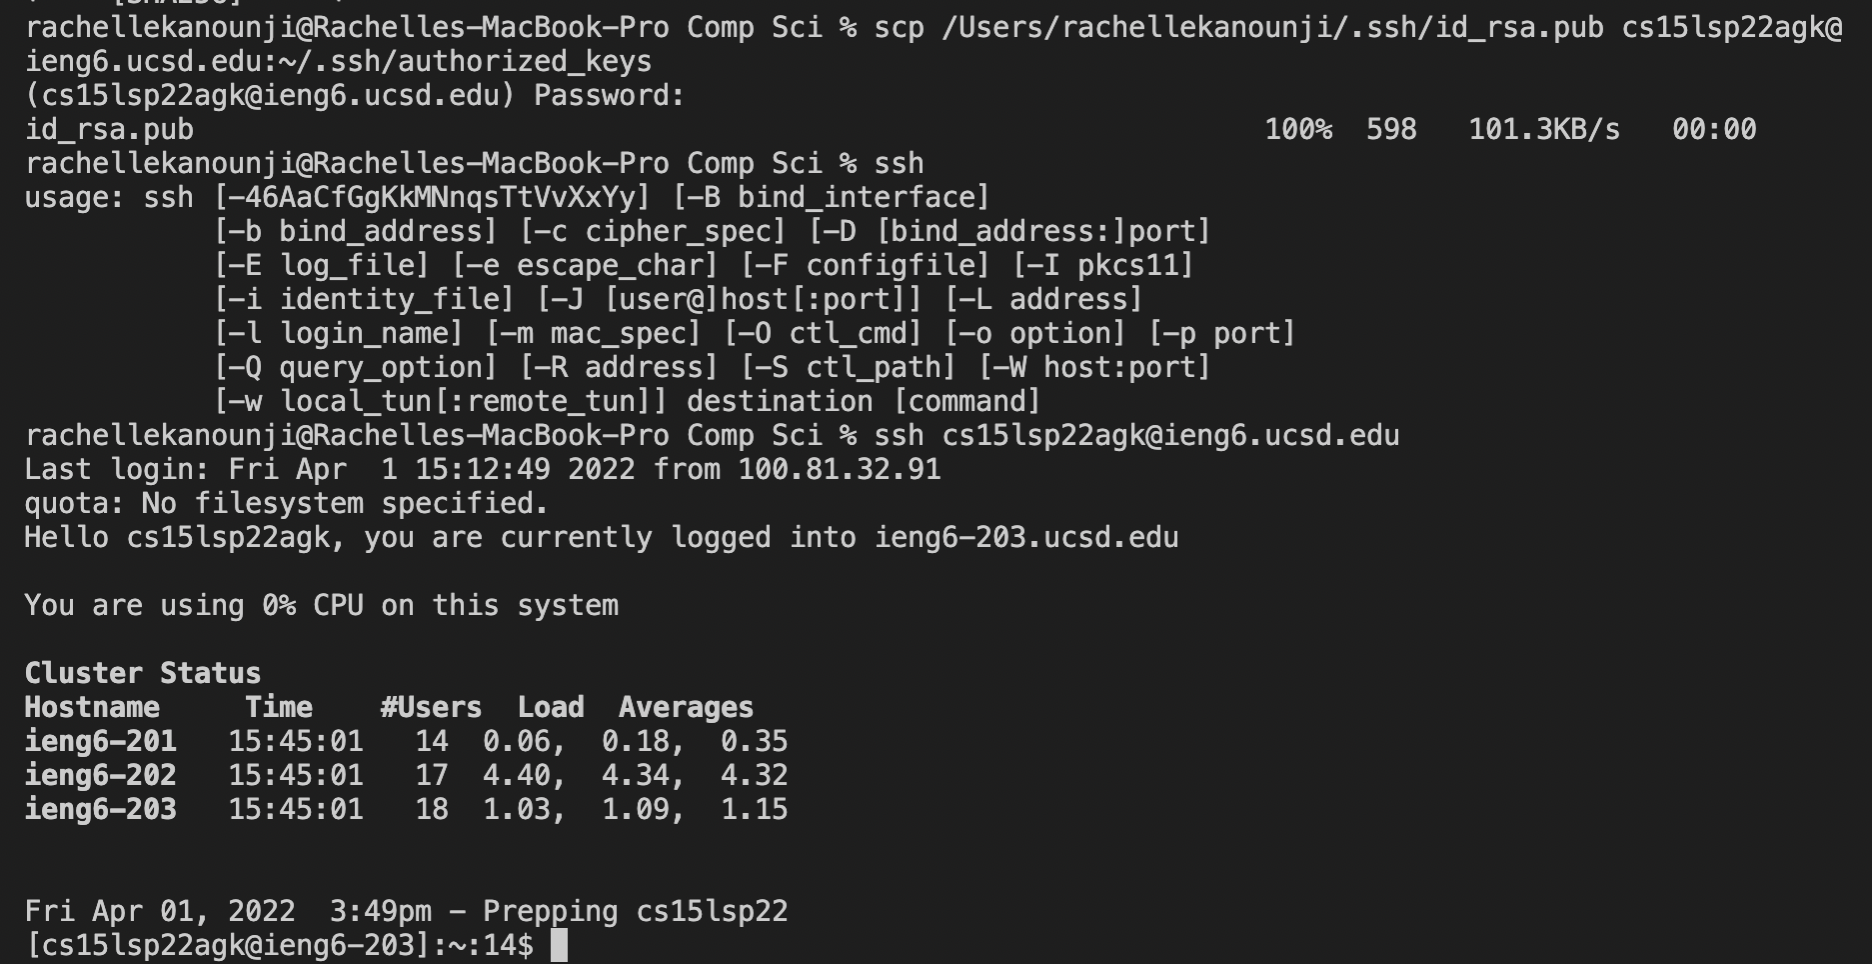 [SHA256]
rachellekanounji@Rachelles-MacBook-Pro Comp Sci % scp /Users/rachellekanounji/.ssh/id_rsa.pub cs15lsp22agk@
ieng6.ucsd.edu:~/.ssh/authorized_keys
(cs15lsp22agk@ieng6.ucsd.edu) Password:
id_rsa.pub 100% 598 101.3KB/s 00:00
rachellekanounji@Rachelles-MacBook-Pro Comp Sci % ssh
usage: ssh [-46AaCfGgKkMNnqsTtVvXxYy] [-B bind_interface]
[-b bind_address] [-c cipher_spec] [-D [bind_address:]port]
[-E log_file] [-e escape_char] [-F configfile] [-I pkcs11]
[-i identity_file] [-J [user@]host[:port]] [-L address]
[-l login_name] [-m mac_spec] [-O ctl_cmd] [-o option] [-p port]
[-Q query_option] [-R address] [-S ctl_path] [-W host:port]
[-w local_tun[:remote_tun]] destination [command]
rachellekanounji@Rachelles-MacBook-Pro Comp Sci % ssh cs15lsp22agk@ieng6.ucsd.edu
Last login: Fri Apr  1 15:12:49 2022 from 100.81.32.91
quota: No filesystem specified.
Hello cs15lsp22agk, you are currently logged into ieng6-203.ucsd.edu
You are using 0% CPU on this system
Cluster Status
Hostname Time #Users Load Averages
ieng6-201 15:45:01 14 0.06, 0.18, 0.35
ieng6-202 15:45:01 17 4.40, 4.34, 4.32
ieng6-203 15:45:01 18 1.03, 1.09, 1.15
Fri Apr 01, 2022  3:49pm - Prepping cs15lsp22
[cs15lsp22agk@ieng6-203]:~:14$